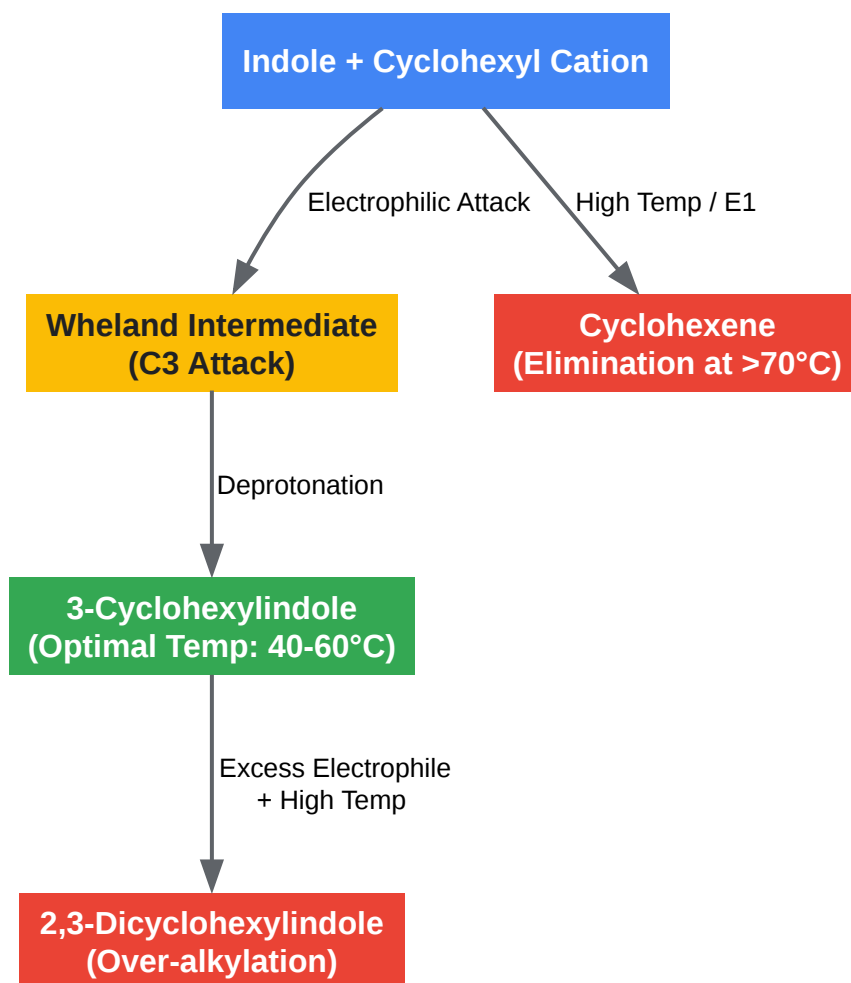 Indole + Cyclohexyl Cation
Electrophilic Attack
High Temp / E1
Wheland Intermediate
(C3 Attack)
Cyclohexene
(Elimination at >70°C)
Deprotonation
3-Cyclohexylindole
(Optimal Temp: 40-60°C)
Excess Electrophile
+ High Temp
2,3-Dicyclohexylindole
(Over-alkylation)